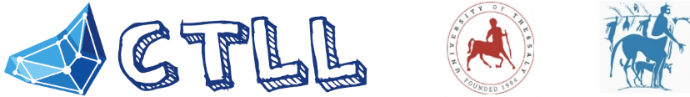 CTLL
UNIVERSITY OF THESSALY
FOUNDED 1984